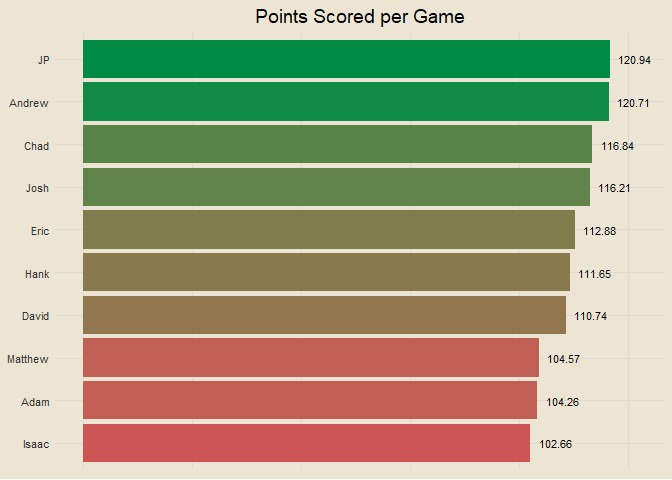 Points Scored per Game
JP 120.94
Andrew 120.71
Chad 116.84
Josh 116.21
Eric 112.88
Hank 111.65
David 110.74
Matthew 104.57
Adam 104.26
Isaac 102.66